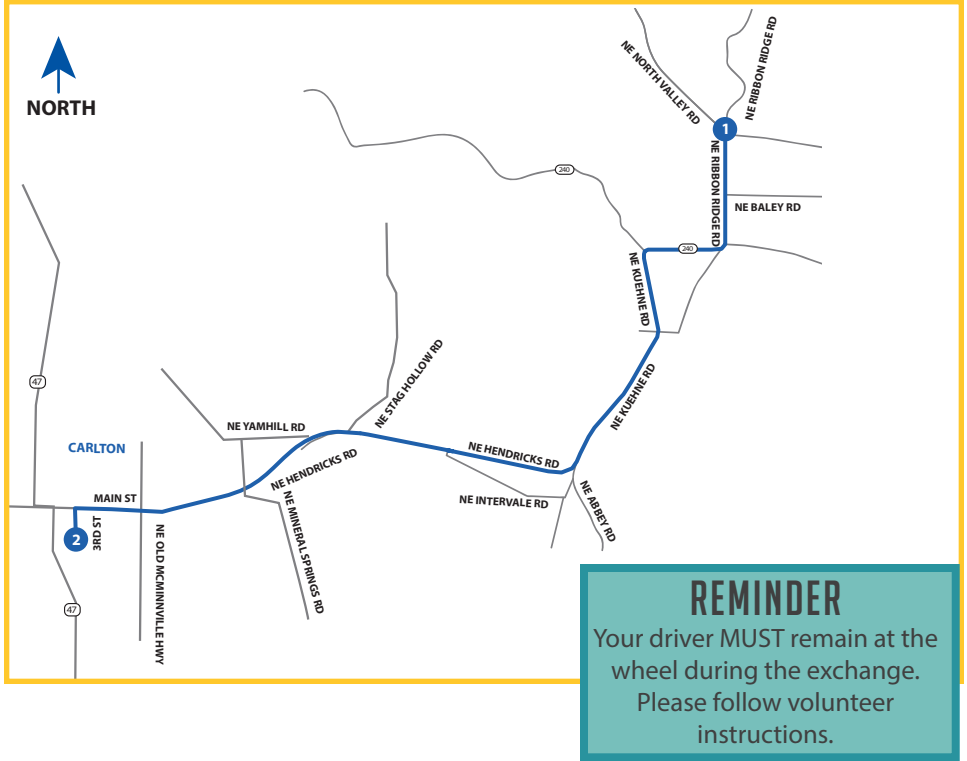 NORTH
NE NORTH VALLEY RD
NE RIBBON RIDGE RD
1
NE RIBBON RIDGE RD
240
NE BALEY RD
240
NE KUEHNE RD
NE KUEHNE RD
47
NE STAG HOLLOW RD
NE YAMHILL RD
CARLTON
NE HENDRICKS RD
NE HENDRICKS RD
MAIN ST
NE INTERVALE RD
NE ABBEY RD
NE MINERAL SPRINGS RD
3RD ST
2
NE OLD MCMINNVILLE HWY
47
REMINDER
Your driver MUST remain at the
wheel during the exchange.
Please follow volunteer
instructions.